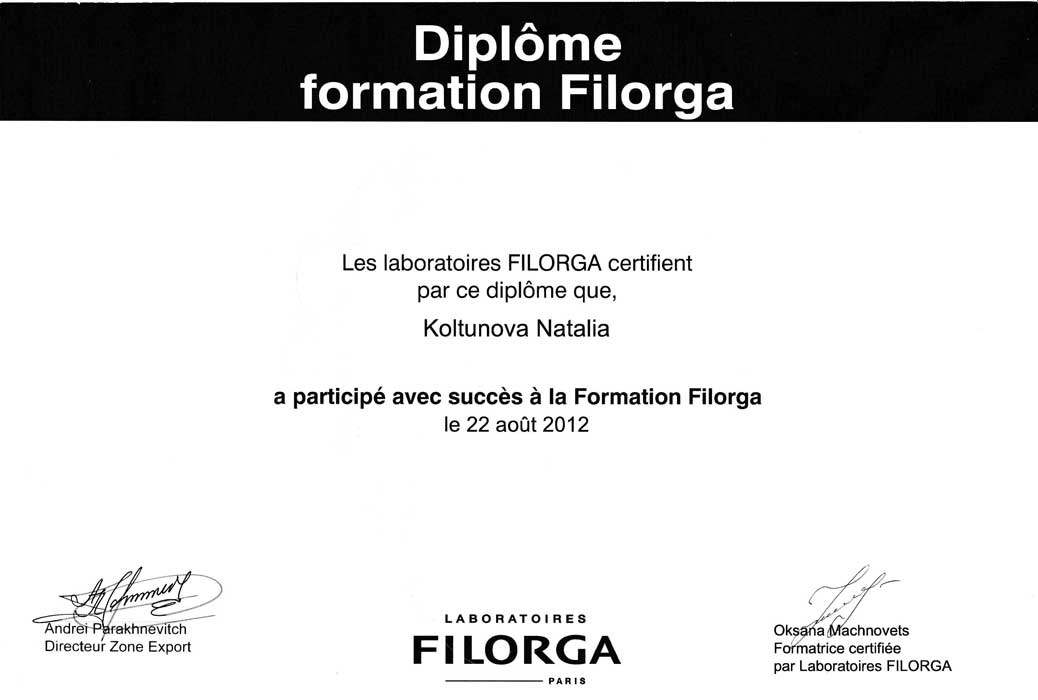 Diplôme
formation Filorga
Les laboratoires FILORGA certifient
par ce diplôme que,
Koltunova Natalia
a participé avec succès à la Formation Filorga
le 22 août 2012
Andrei Parakhnevitch
Directeur Zone Export
LABORATOIRES
FILORGA
PARIS
Oksana Machnovets
Formatrice certifiée
par Laboratoires FILORGA